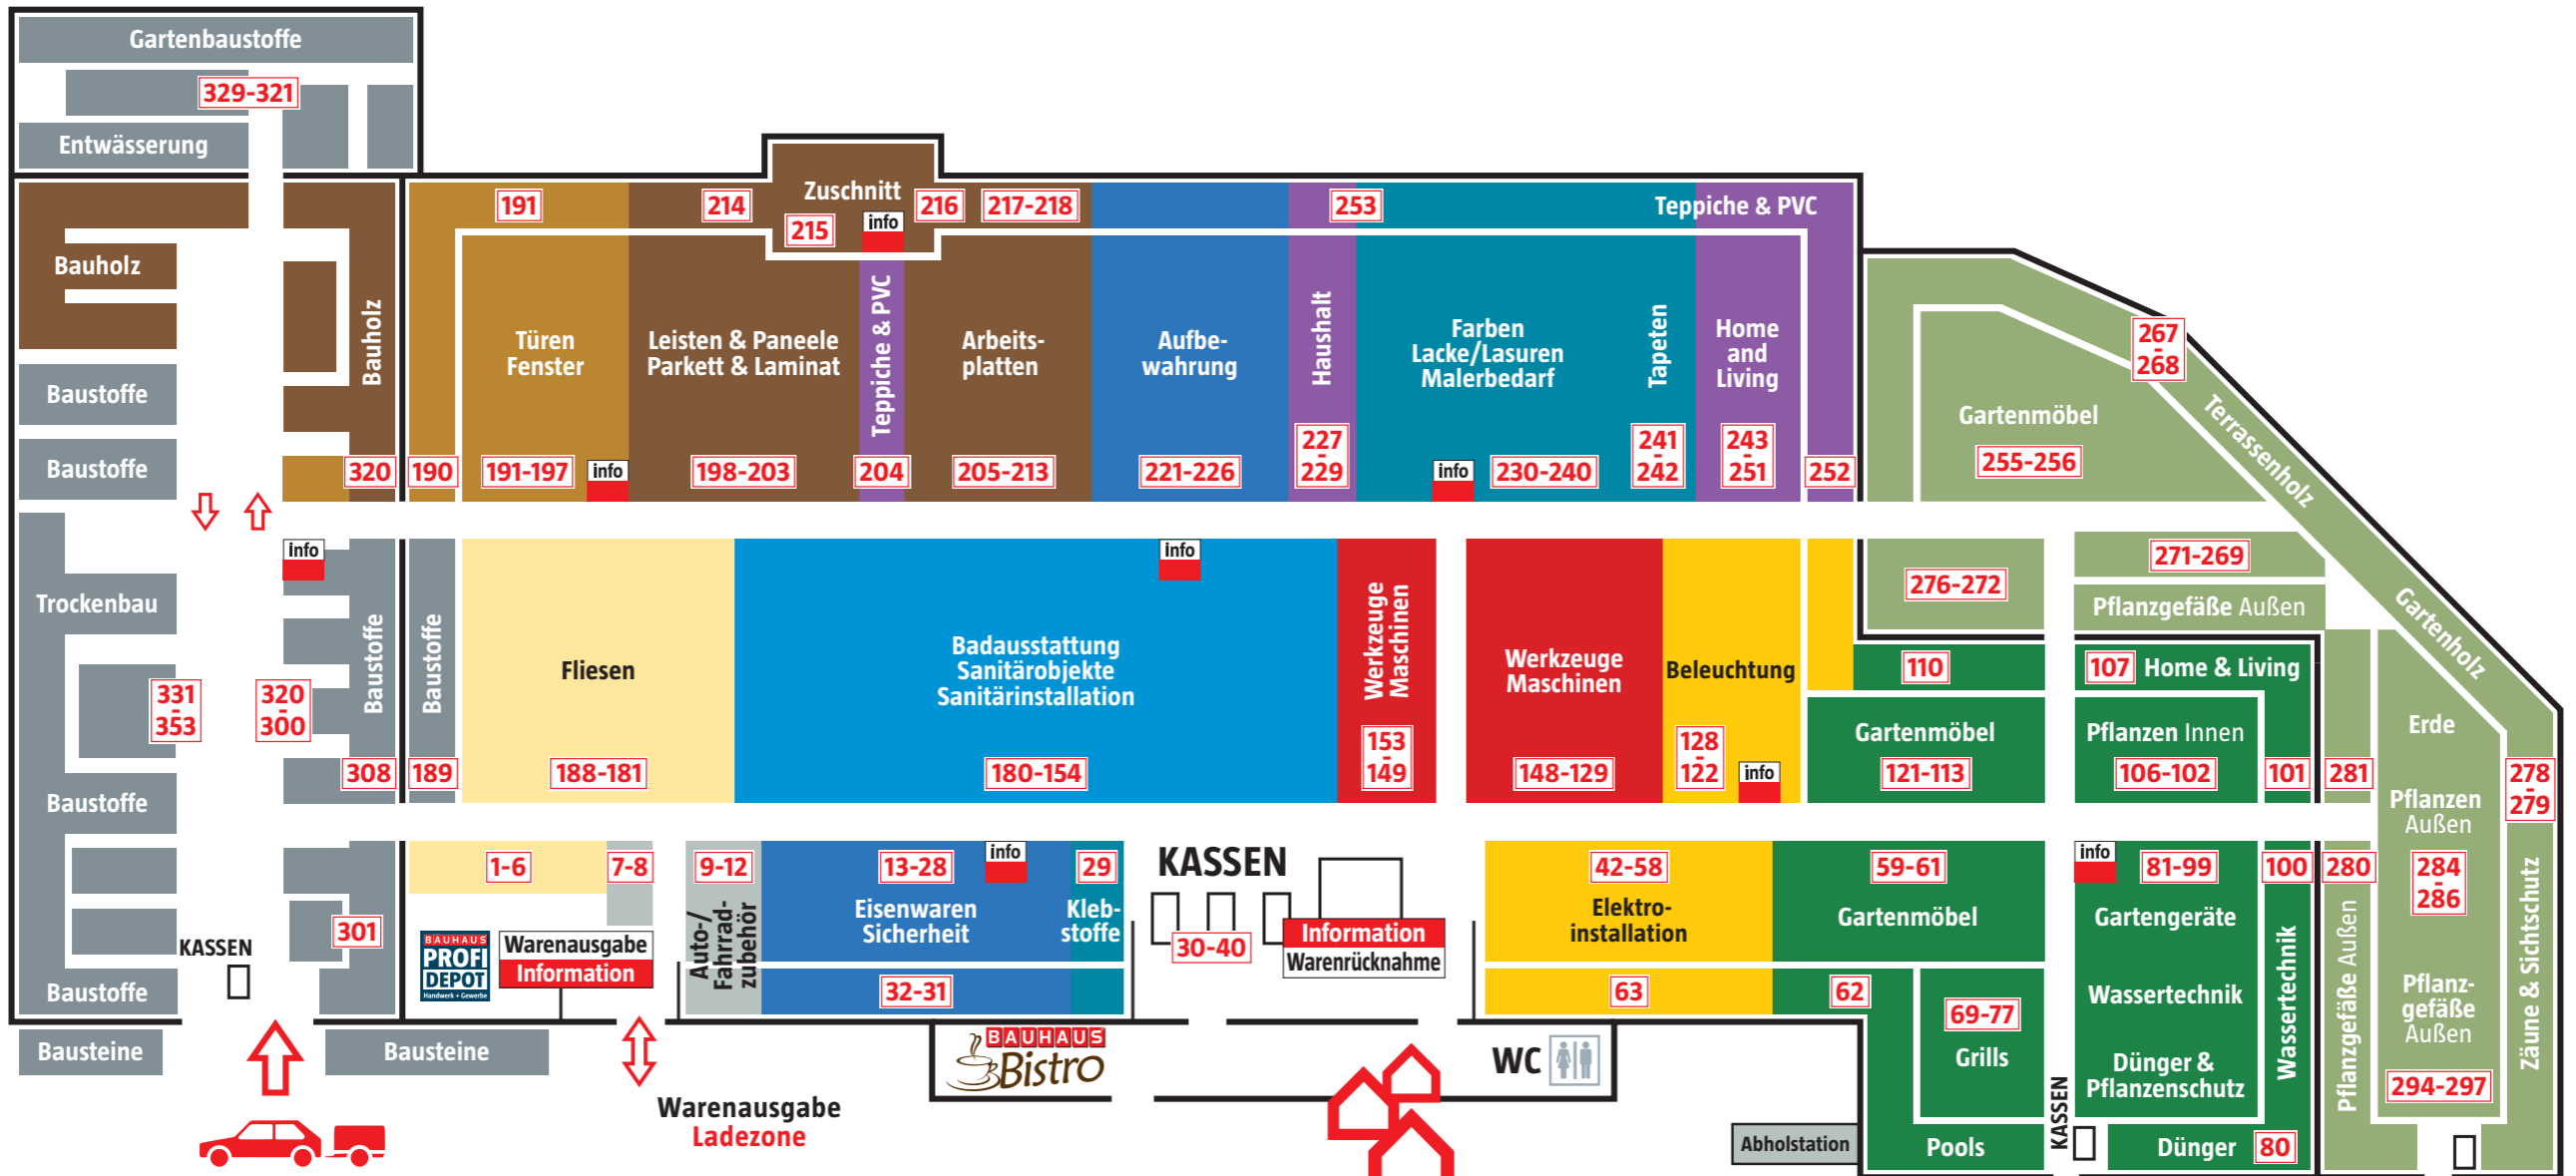 Gartenbaustoffe
329-321
Entwässerung
Zuschnitt
191
214
215
info
216
217-218
253
Teppiche & PVC
Bauholz
Bauholz
Baustoffe
Baustoffe
320
190
Türen
Fenster
191-197
info
Leisten & Paneele
Parkett & Laminat
198-203
Teppiche & PVC
204
Arbeits-
platten
205-213
Aufbe-
wahrung
221-226
Haushalt
227
-
229
Farben
Lacke/Lasuren
Malerbedarf
info
230-240
Tapeten
241
-
242
Home
and
Living
243
-
251
252
Gartenmöbel
255-256
267
-
268
Terrassenholz
Gartenholz
info
Trockenbau
331
-
353
320
-
300
Baustoffe
308
Baustoffe
189
Baustoffe
Fliesen
188-181
info
Badausstattung
Sanitärobjekte
Sanitärinstallation
180-154
Werkzeuge
Maschinen
153
-
149
Werkzeuge
Maschinen
148-129
Beleuchtung
128
-
122
info
276-272
271-269
Pflanzgefäße Außen
110
107 Home & Living
Gartenmöbel
121-113
Pflanzen Innen
106-102
101
281
Erde
Pflanzen
Außen
278
-
279
1-6
7-8
9-12
Auto-/
Fahrrad-
zubehör
13-28
info
Eisenwaren
Sicherheit
32-31
29
Kleb-
stoffe
KASSEN
30-40
Information
Warenrücknahme
42-58
Elektro-
installation
63
59-61
Gartenmöbel
62
69-77
Grills
info
81-99
Gartengeräte
Wassertechnik
Dünger &
Pflanzenschutz
100
Wassertechnik
280
Pflanzgefäße Außen
284
-
286
Pflanz-
gefäße
Außen
294-297
Zäune & Sichtschutz
301
KASSEN
Baustoffe
BAUHAUS
PROFI
DEPOT
Handwerk + Gewerbe
Warenausgabe
Information
Bausteine
Bausteine
Warenausgabe
Ladezone
BAUHAUS
Bistro
WC
Abholstation
Pools
KASSEN
Dünger
80